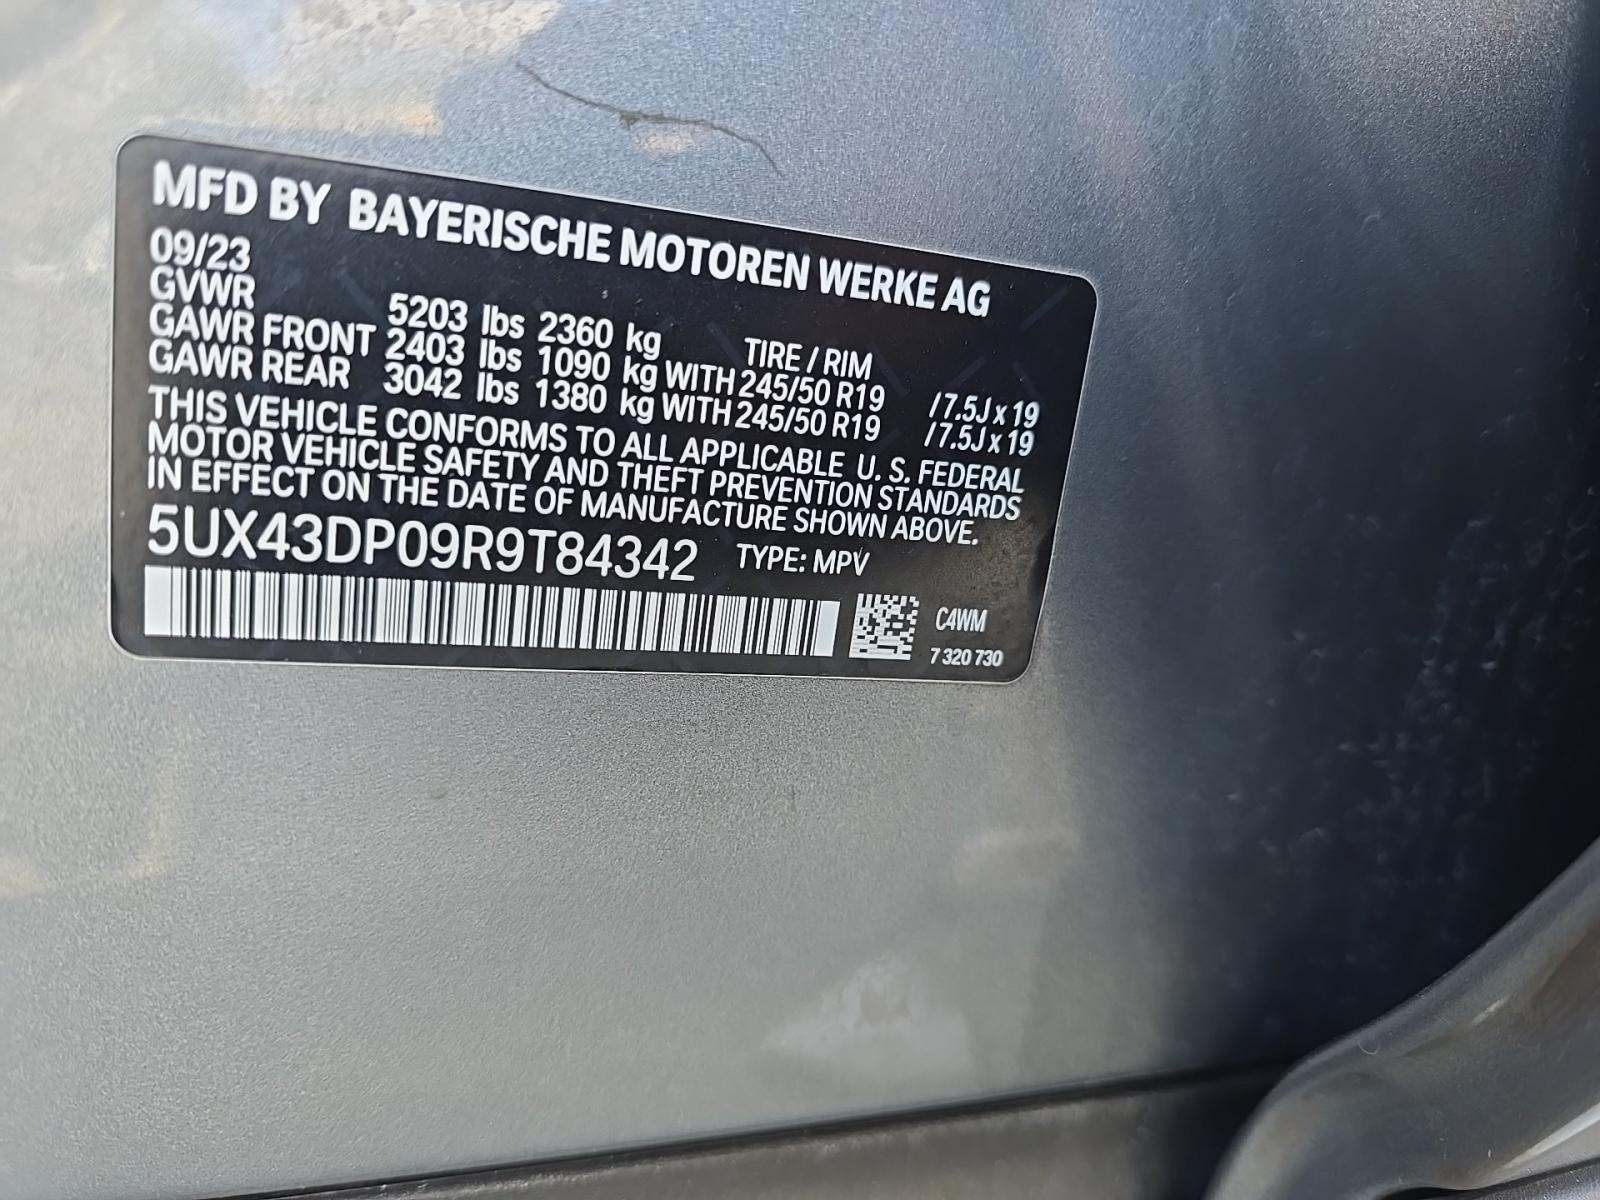 MFD BY BAYERISCHE MOTOREN WERKE AG
09/23
GVWR 5203 lbs 2360 kg TIRE / RIM
GAWR FRONT 2403 lbs 1090 kg WITH 245/50 R19 / 7.5J x 19
GAWR REAR 3042 lbs 1380 kg WITH 245/50 R19 / 7.5J x 19
THIS VEHICLE CONFORMS TO ALL APPLICABLE U. S. FEDERAL
MOTOR VEHICLE SAFETY AND THEFT PREVENTION STANDARDS
IN EFFECT ON THE DATE OF MANUFACTURE SHOWN ABOVE.
5UX43DP09R9T84342 TYPE: MPV
C4WM
7 320 730